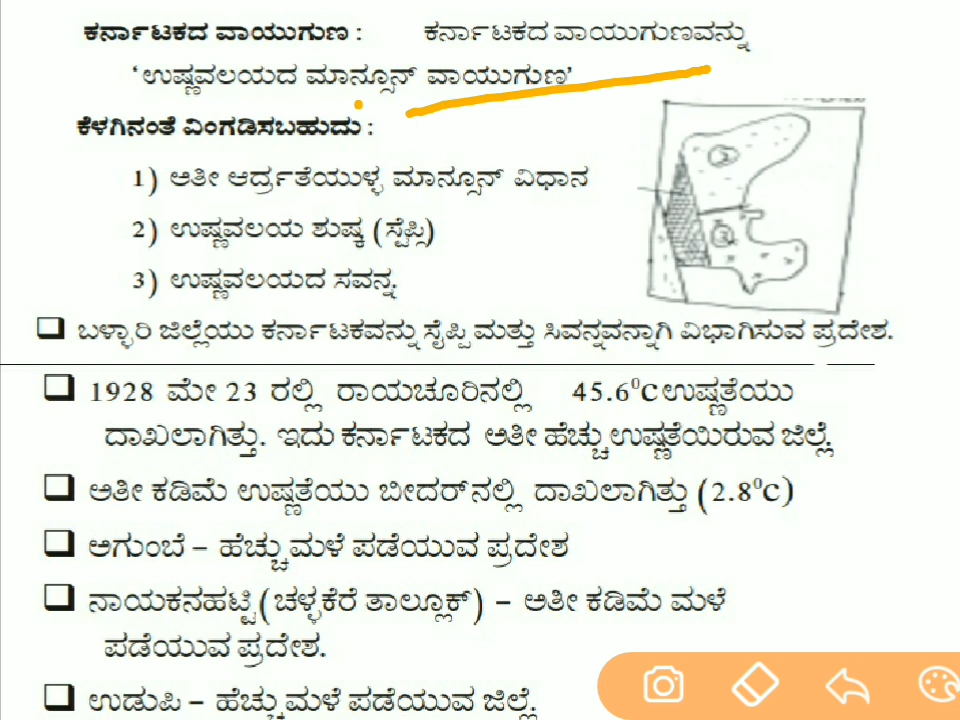 ಕರ್ನಾಟಕದ ವಾಯುಗುಣ : ಕರ್ನಾಟಕದ ವಾಯುಗುಣವನ್ನು
‘ಉಷ್ಣವಲಯದ ಮಾನ್ಸೂನ್ ವಾಯುಗುಣ’
ಕೆಳಗಿನಂತೆ ವಿಂಗಡಿಸಬಹುದು :
1) ಅತೀ ಆರ್ದ್ರತೆಯುಳ್ಳ ಮಾನ್ಸೂನ್ ವಿಧಾನ
2) ಉಷ್ಣವಲಯ ಶುಷ್ಕ (ಸ್ಟೆಪ್ಪಿ)
3) ಉಷ್ಣವಲಯದ ಸವನ್ನ.
❑ ಬಳ್ಳಾರಿ ಜಿಲ್ಲೆಯು ಕರ್ನಾಟಕವನ್ನು ಸೈಪ್ಪಿ ಮತ್ತು ಸಿವನ್ನವನ್ನಾಗಿ ವಿಭಾಗಿಸುವ ಪ್ರದೇಶ.
❑ 1928 ಮೇ 23 ರಲ್ಲಿ ರಾಯಚೂರಿನಲ್ಲಿ 45.6⁰C ಉಷ್ಣತೆಯು
ದಾಖಲಾಗಿತ್ತು. ಇದು ಕರ್ನಾಟಕದ ಅತೀ ಹೆಚ್ಚು ಉಷ್ಣತೆಯಿರುವ ಜಿಲ್ಲೆ.
❑ ಅತೀ ಕಡಿಮೆ ಉಷ್ಣತೆಯು ಬೀದರ್‌ನಲ್ಲಿ ದಾಖಲಾಗಿತ್ತು (2.8⁰C)
❑ ಅಗುಂಬೆ – ಹೆಚ್ಚು ಮಳೆ ಪಡೆಯುವ ಪ್ರದೇಶ
❑ ನಾಯಕನಹಟ್ಟಿ (ಚಳ್ಳಕೆರೆ ತಾಲ್ಲೂಕ್) – ಅತೀ ಕಡಿಮೆ ಮಳೆ
ಪಡೆಯುವ ಪ್ರದೇಶ.
❑ ಉಡುಪಿ – ಹೆಚ್ಚು ಮಳೆ ಪಡೆಯುವ ಜಿಲ್ಲೆ.